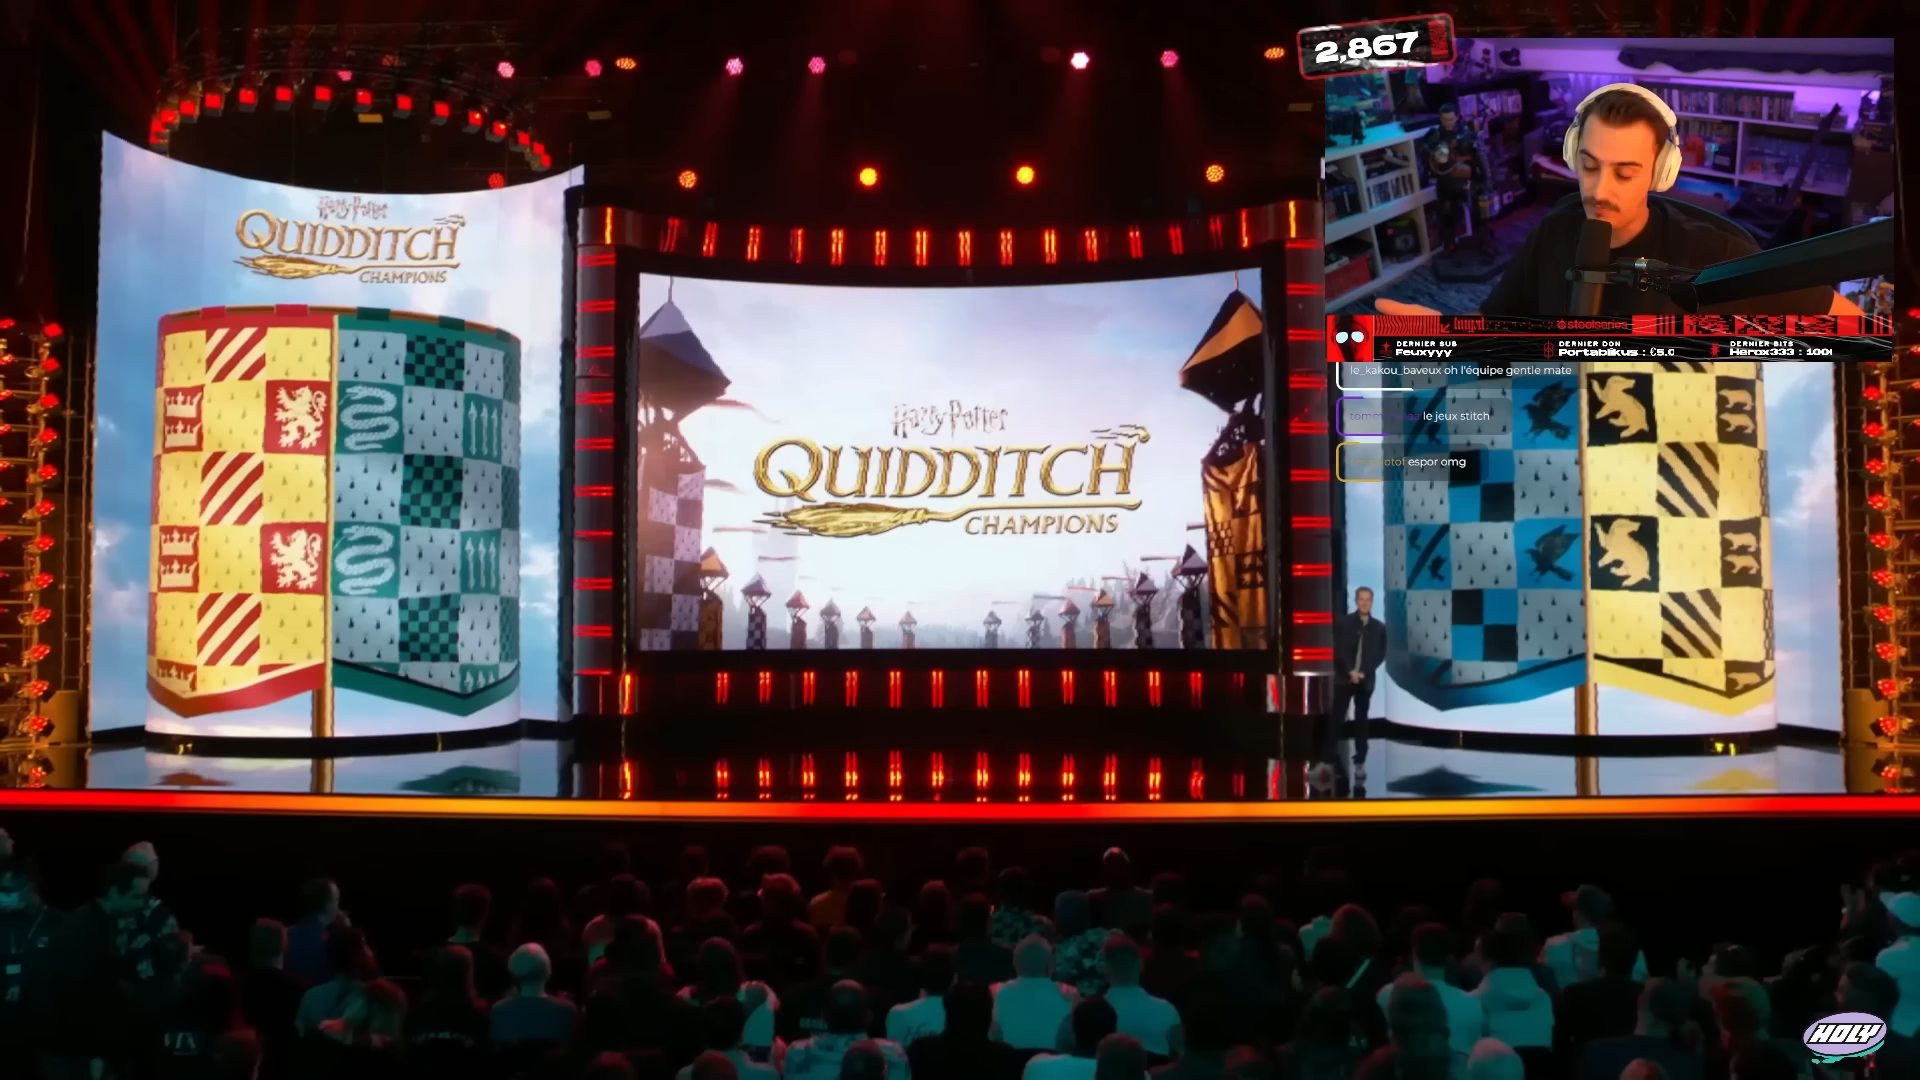 2,867
Harry Potter
QUIDDITCH
CHAMPIONS
Harry Potter
QUIDDITCH
CHAMPIONS
steelseries
DERNIER SUB
Feuxyyy
DERNIER DON
Portablikus : €5.0
DERNIER BITS
Herox333 : 100
le_kakou_baveux oh l'équipe gentle mate
le jeux stitch
espor omg
HOLY